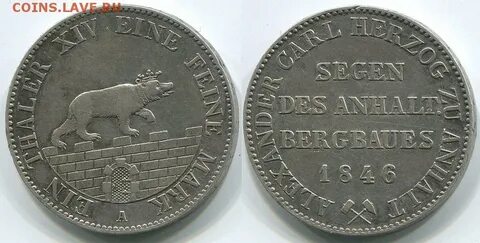 COINS.LAVE.RU
EIN THALER XIV EINE FEINE MARK
A
ALEXANDER CARL HERZOG ZU ANHALT
SEGEN
DES ANHALT.
BERGBAUES
1846